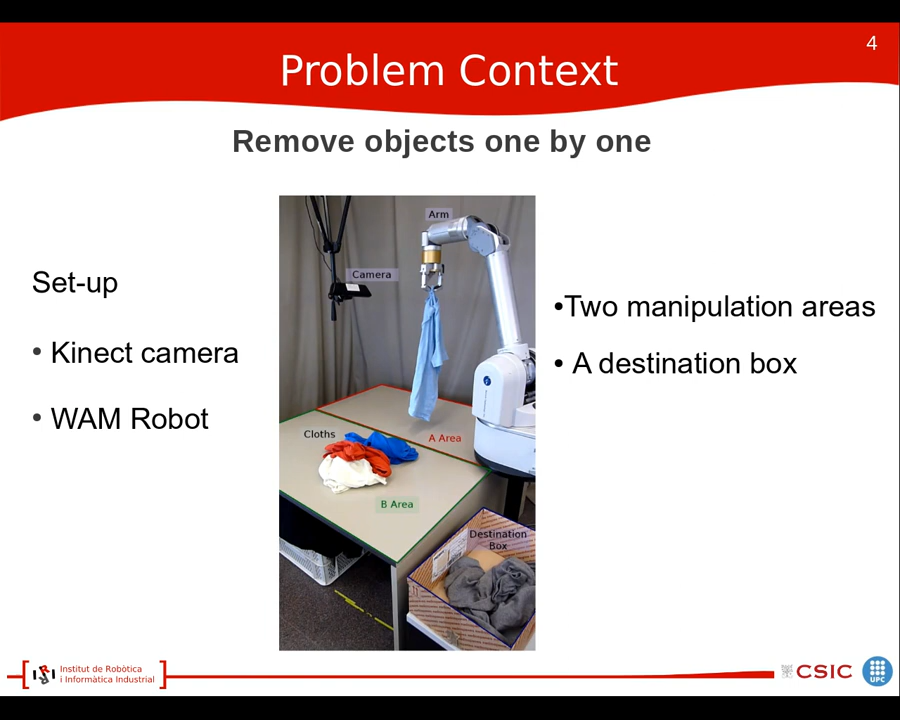 4
Problem Context
Remove objects one by one
Set-up
• Kinect camera
• WAM Robot
Arm
Camera
Cloths
A Area
B Area
Destination
Box
•Two manipulation areas
• A destination box
Institut de Robòtica
i Informàtica Industrial
CSIC
UPC